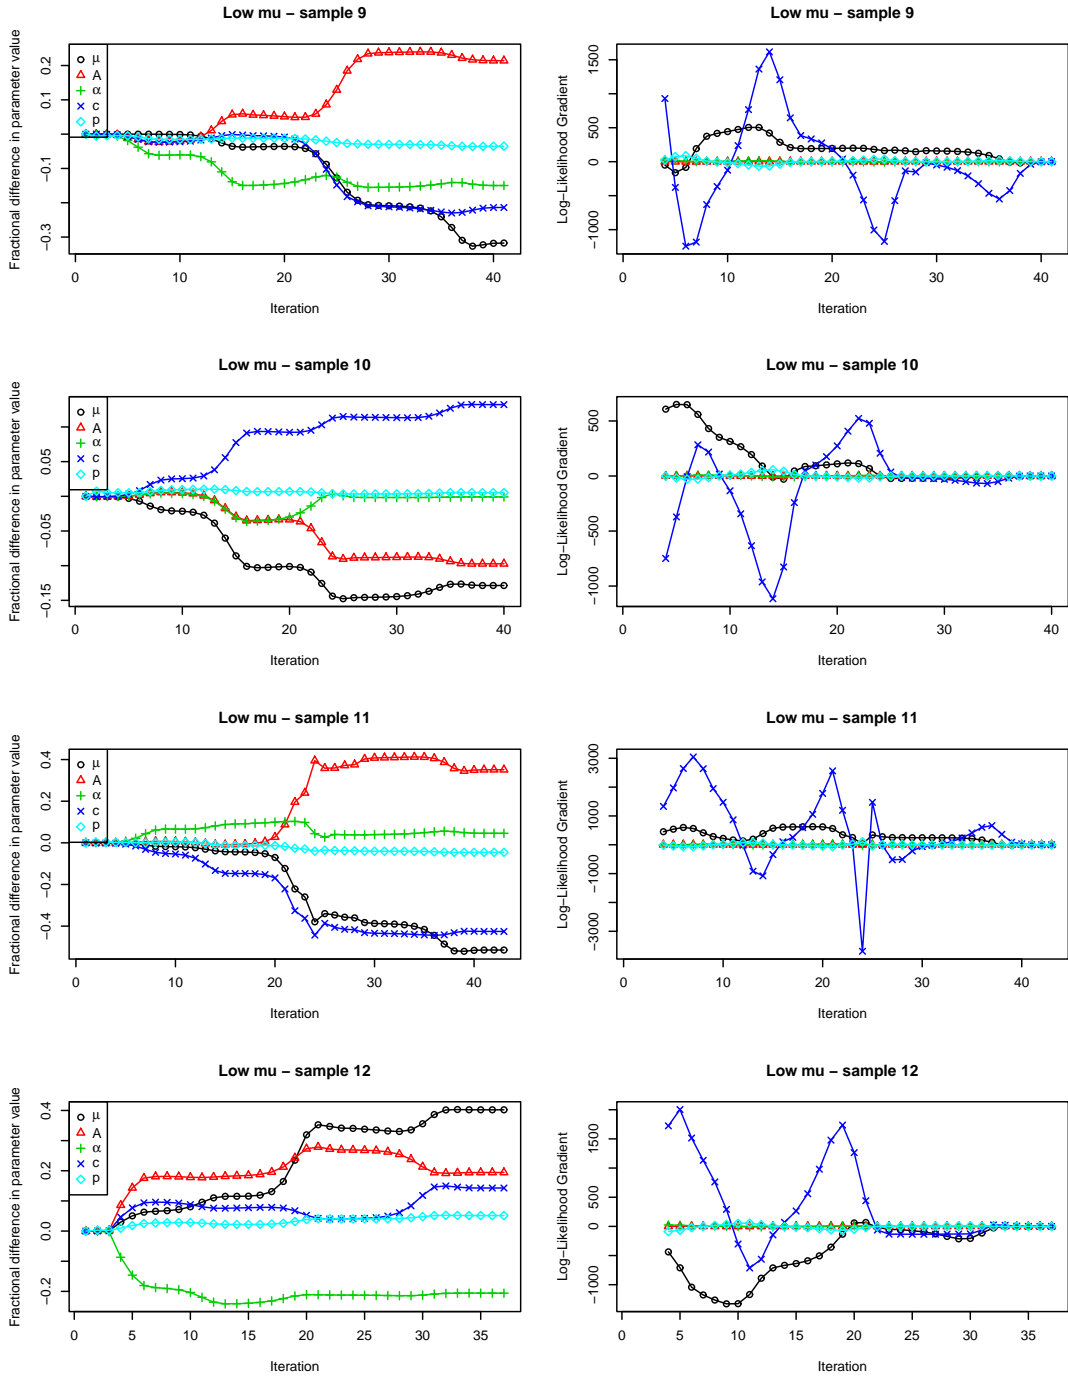 Low mu − sample 9
Fractional difference in parameter value
0.2
0.1
−0.1
−0.3
μ
A
α
c
p
0 10 20 30 40
Iteration
Low mu − sample 9
Log−Likelihood Gradient
1500
500
0
−1000
0 10 20 30 40
Iteration
Low mu − sample 10
Fractional difference in parameter value
0.05
−0.05
−0.15
μ
A
α
c
p
0 10 20 30 40
Iteration
Low mu − sample 10
Log−Likelihood Gradient
500
0
−500
−1000
0 10 20 30 40
Iteration
Low mu − sample 11
Fractional difference in parameter value
0.4
0.2
0.0
−0.2
−0.4
μ
A
α
c
p
0 10 20 30 40
Iteration
Low mu − sample 11
Log−Likelihood Gradient
3000
1000
−1000
−3000
0 10 20 30 40
Iteration
Low mu − sample 12
Fractional difference in parameter value
0.4
0.2
0.0
−0.2
μ
A
α
c
p
0 5 10 15 20 25 30 35
Iteration
Low mu − sample 12
Log−Likelihood Gradient
1500
500
0
−1000
0 5 10 15 20 25 30 35
Iteration